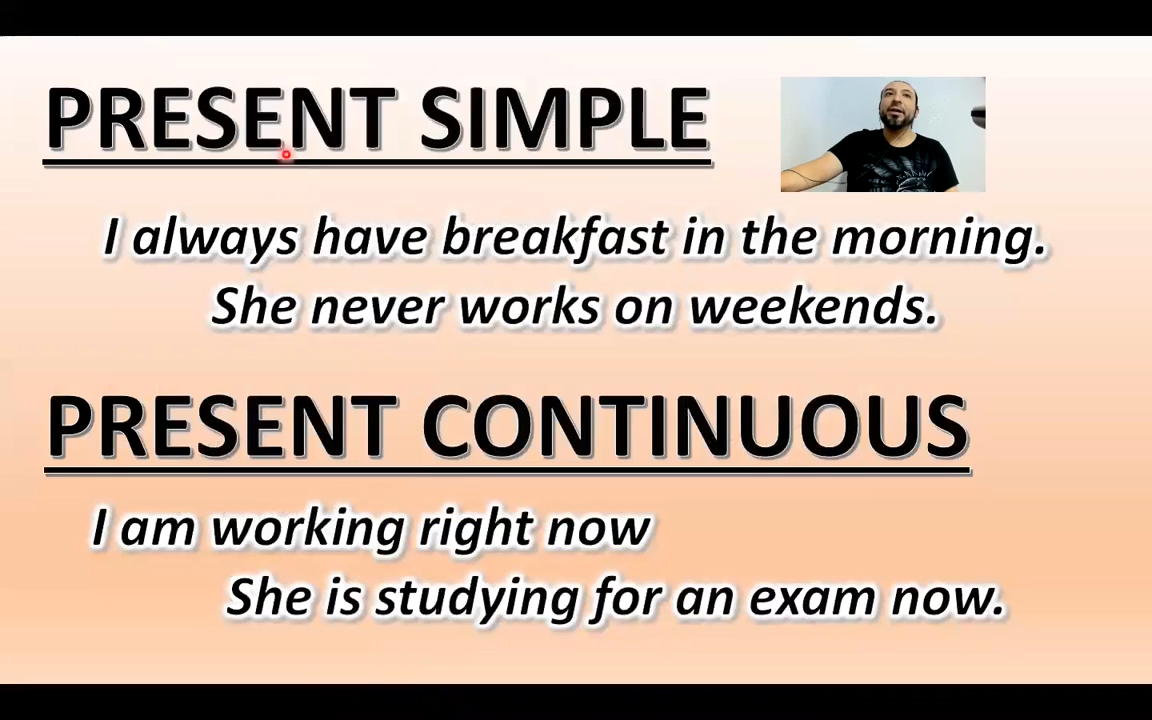 PRESENT SIMPLE
I always have breakfast in the morning.
She never works on weekends.
PRESENT CONTINUOUS
I am working right now
She is studying for an exam now.